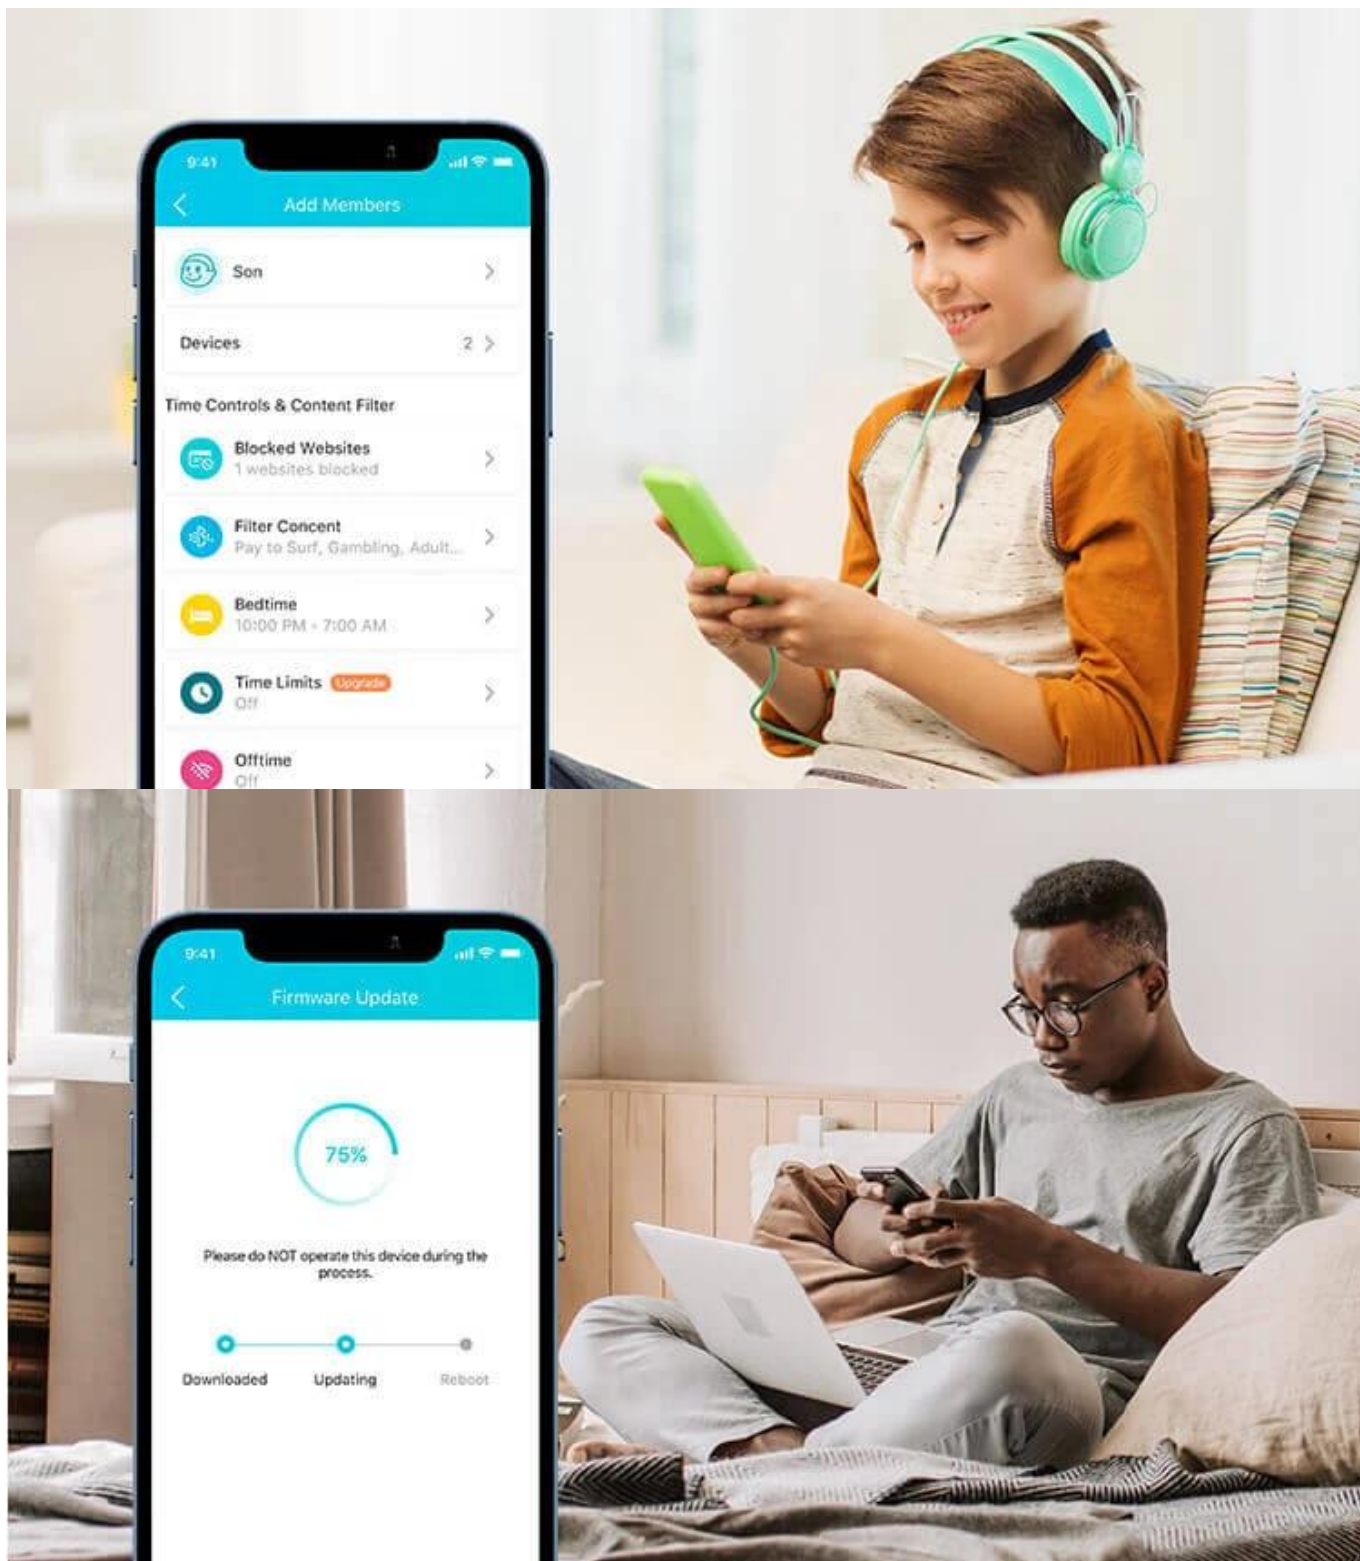 9:41
Add Members
Son
Devices 2
Time Controls & Content Filter
Blocked Websites
1 websites blocked
Filter Concent
Pay to Surf, Gambling, Adult...
Bedtime
10:00 PM - 7:00 AM
Time Limits Upgrade
Off
Offtime
Off
9:41
Firmware Update
75%
Please do NOT operate this device during the
process.
Downloaded Updating Reboot